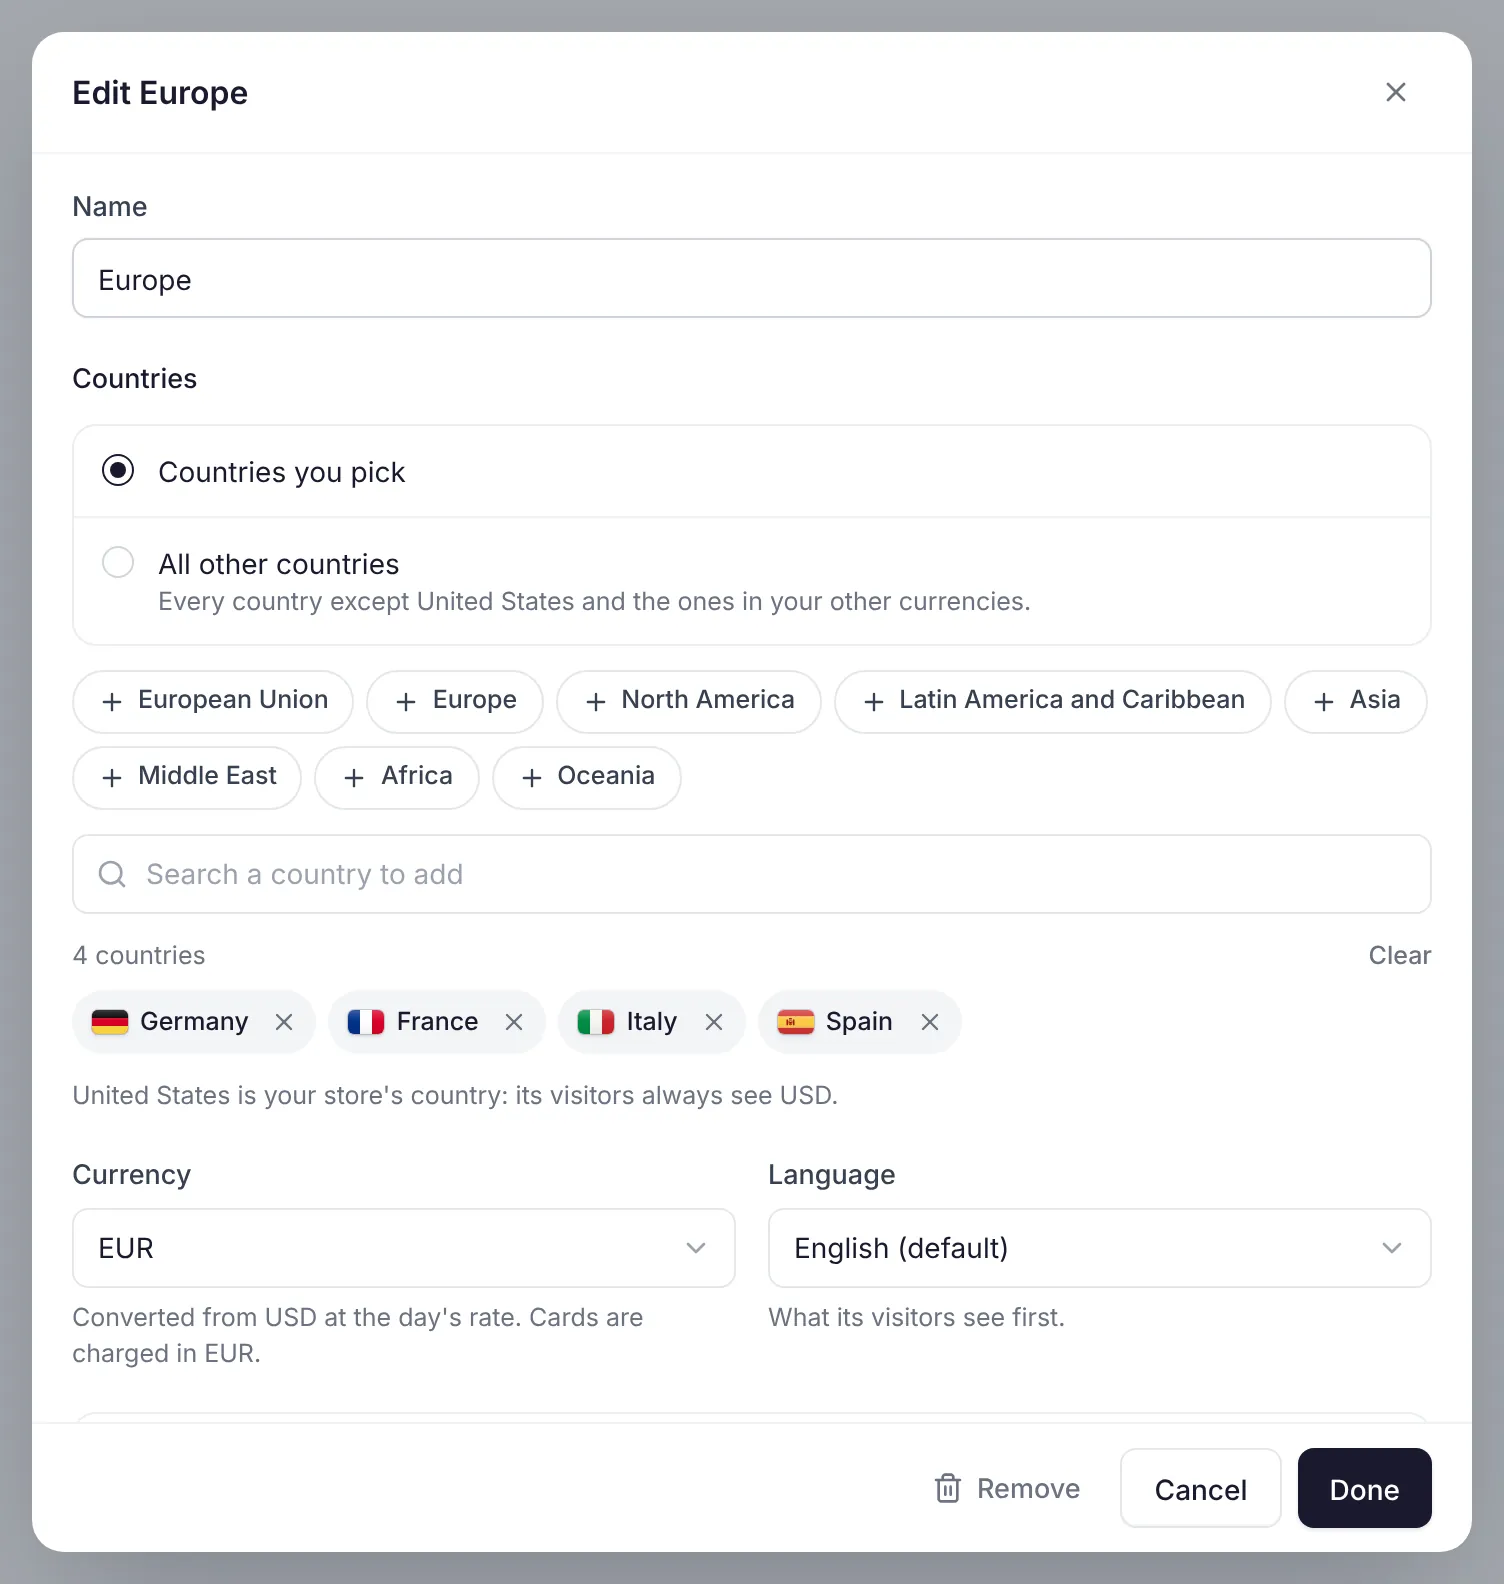 Edit Europe
Name
Europe
Countries
Countries you pick
All other countries
Every country except United States and the ones in your other currencies.
European Union
Europe
North America
Latin America and Caribbean
Asia
Middle East
Africa
Oceania
Search a country to add
4 countries
Clear
Germany
France
Italy
Spain
United States is your store's country: its visitors always see USD.
Currency
Language
EUR
English (default)
Converted from USD at the day's rate. Cards are
charged in EUR.
What its visitors see first.
Remove
Cancel
Done